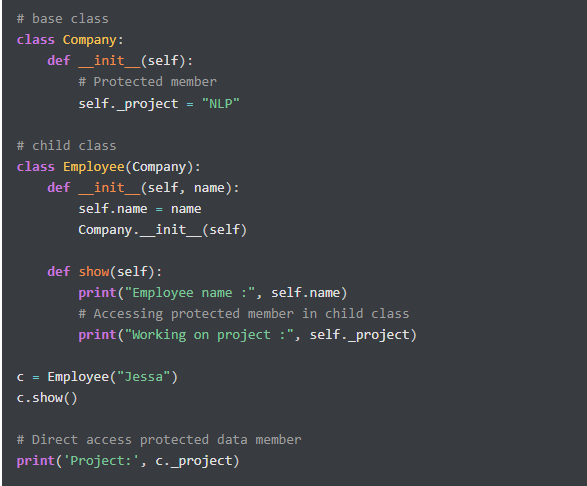 # base class
class Company:
    def __init__(self):
        # Protected member
        self._project = "NLP"

# child class
class Employee(Company):
    def __init__(self, name):
        self.name = name
        Company.__init__(self)

    def show(self):
        print("Employee name :", self.name)
        # Accessing protected member in child class
        print("Working on project :", self._project)

c = Employee("Jessa")
c.show()

# Direct access protected data member
print('Project:', c._project)